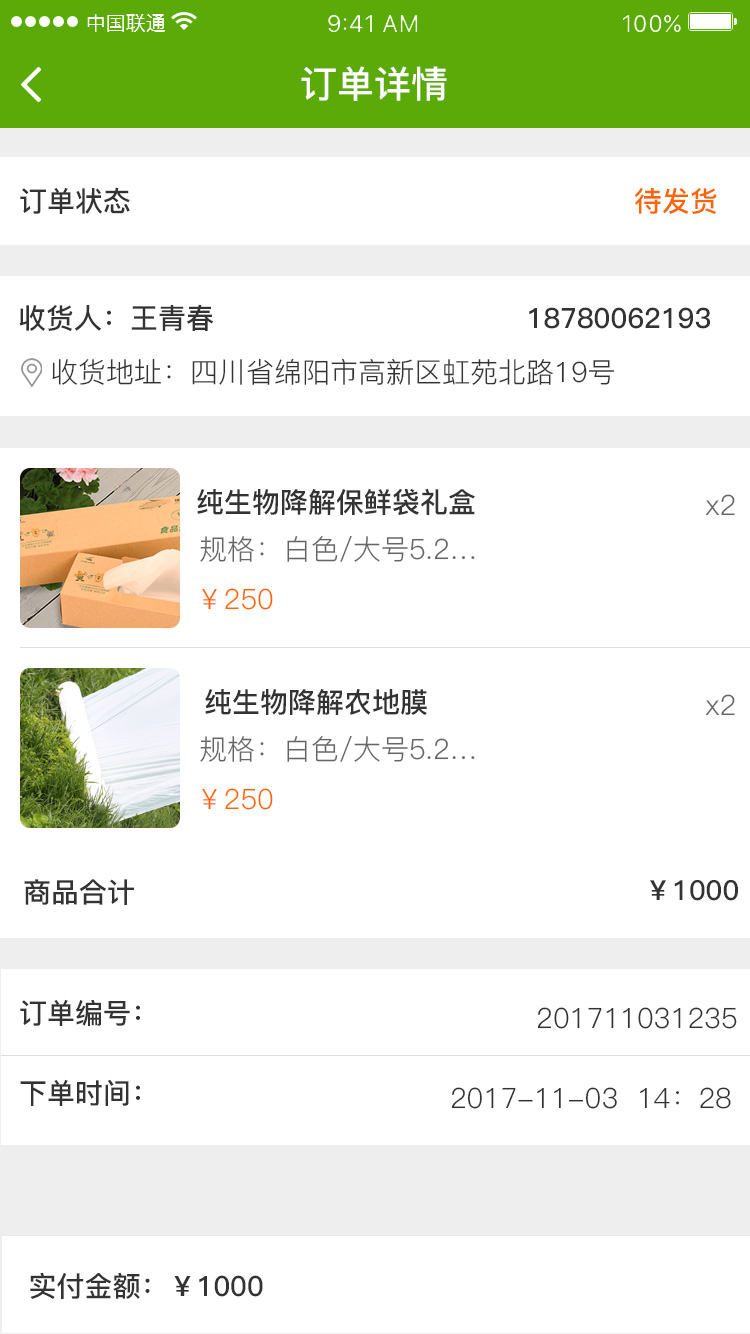 中国联通 9:41 AM 100%
订单详情
订单状态 待发货
收货人：王青春 18780062193
收货地址：四川省绵阳市高新区虹苑北路19号
纯生物降解保鲜袋礼盒 x2
规格：白色/大号5.2...
¥250
纯生物降解农地膜 x2
规格：白色/大号5.2...
¥250
商品合计 ¥1000
订单编号： 201711031235
下单时间： 2017-11-03 14：28
实付金额：¥1000